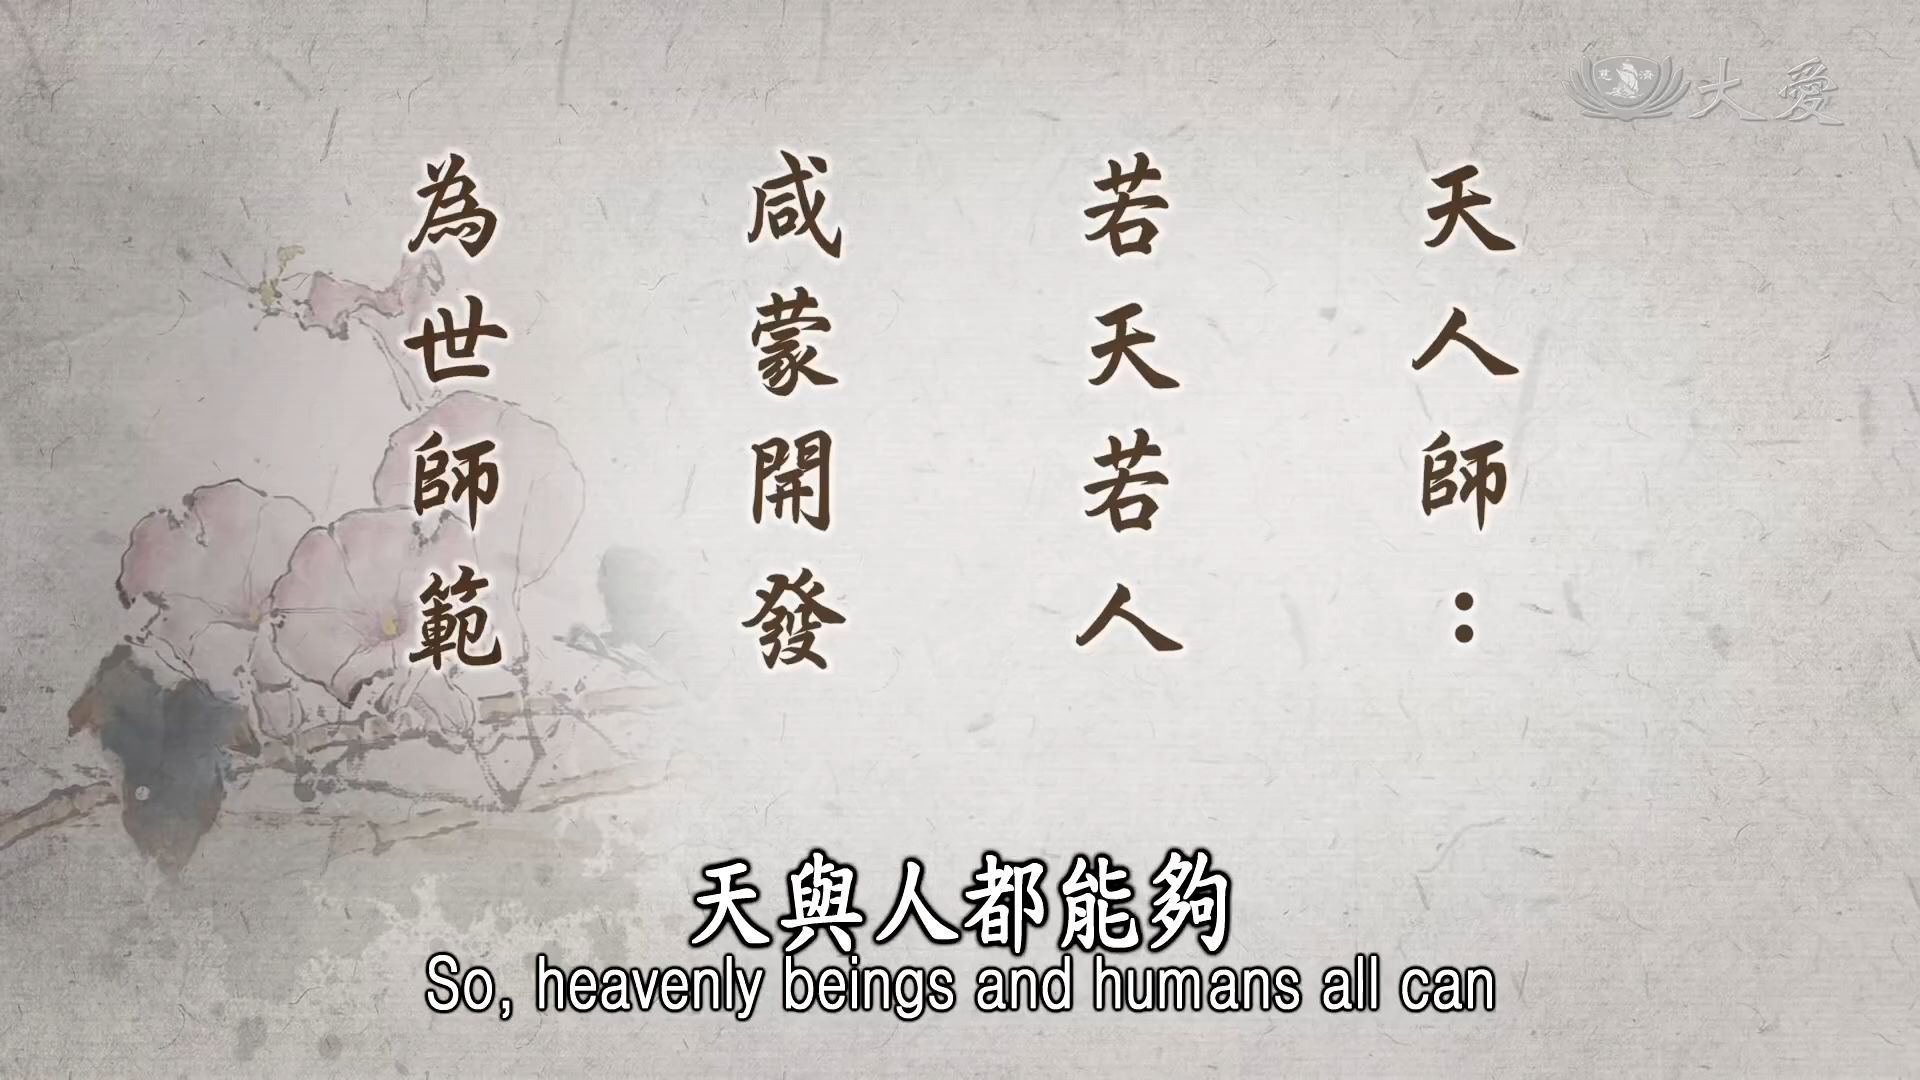 大愛
天人師：
若天若人
咸蒙開發
為世師範
天與人都能夠
So, heavenly beings and humans all can